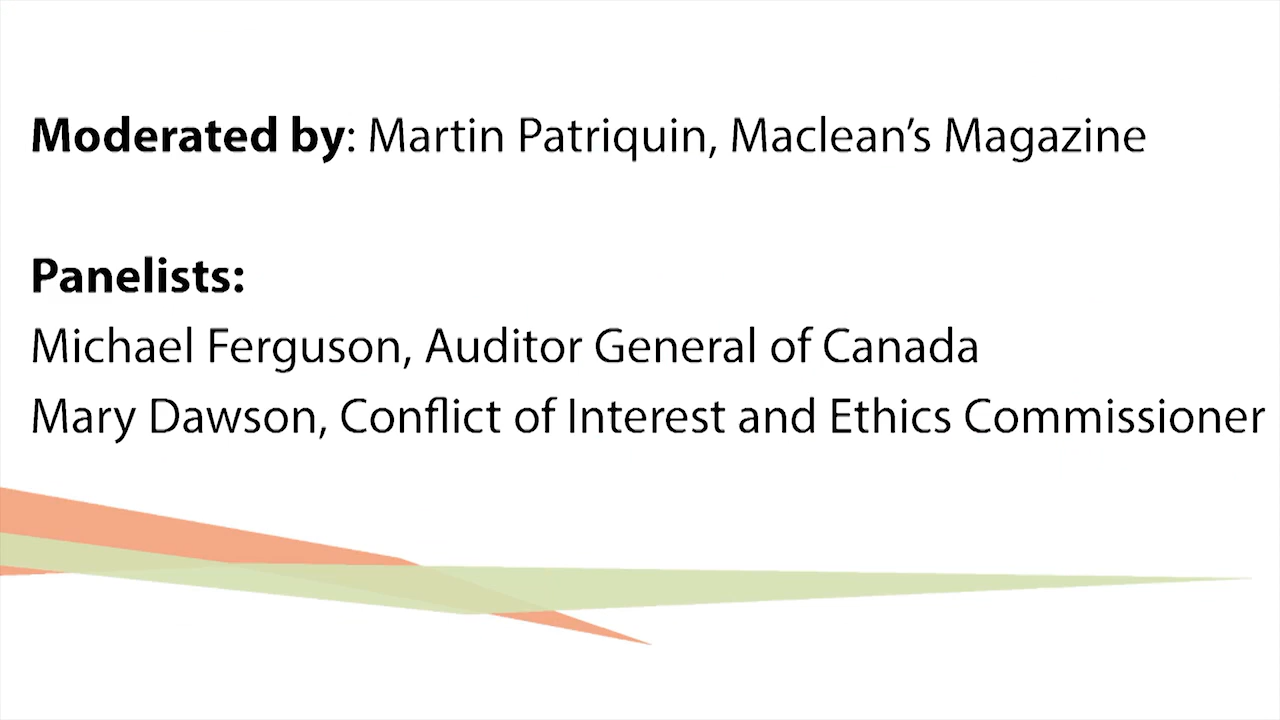 Moderated by: Martin Patriquin, Maclean’s Magazine
Panelists:
Michael Ferguson, Auditor General of Canada
Mary Dawson, Conflict of Interest and Ethics Commissioner